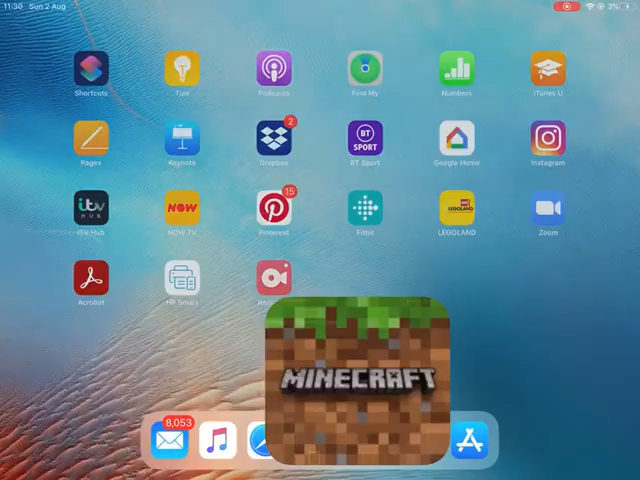 11:30 Sun 2 Aug
3%
Shortcuts Tips Podcasts Find My Numbers iTunes U
2
BT
SPORT
Pages Keynote Dropbox BT Sport Google Home Instagram
itv
HUB
NOW
15
LEGOLAND
ITV Hub NOW TV Pinterest Fitbit LEGOLAND Zoom
Acrobat HP Smart
MINECRAFT
8,053